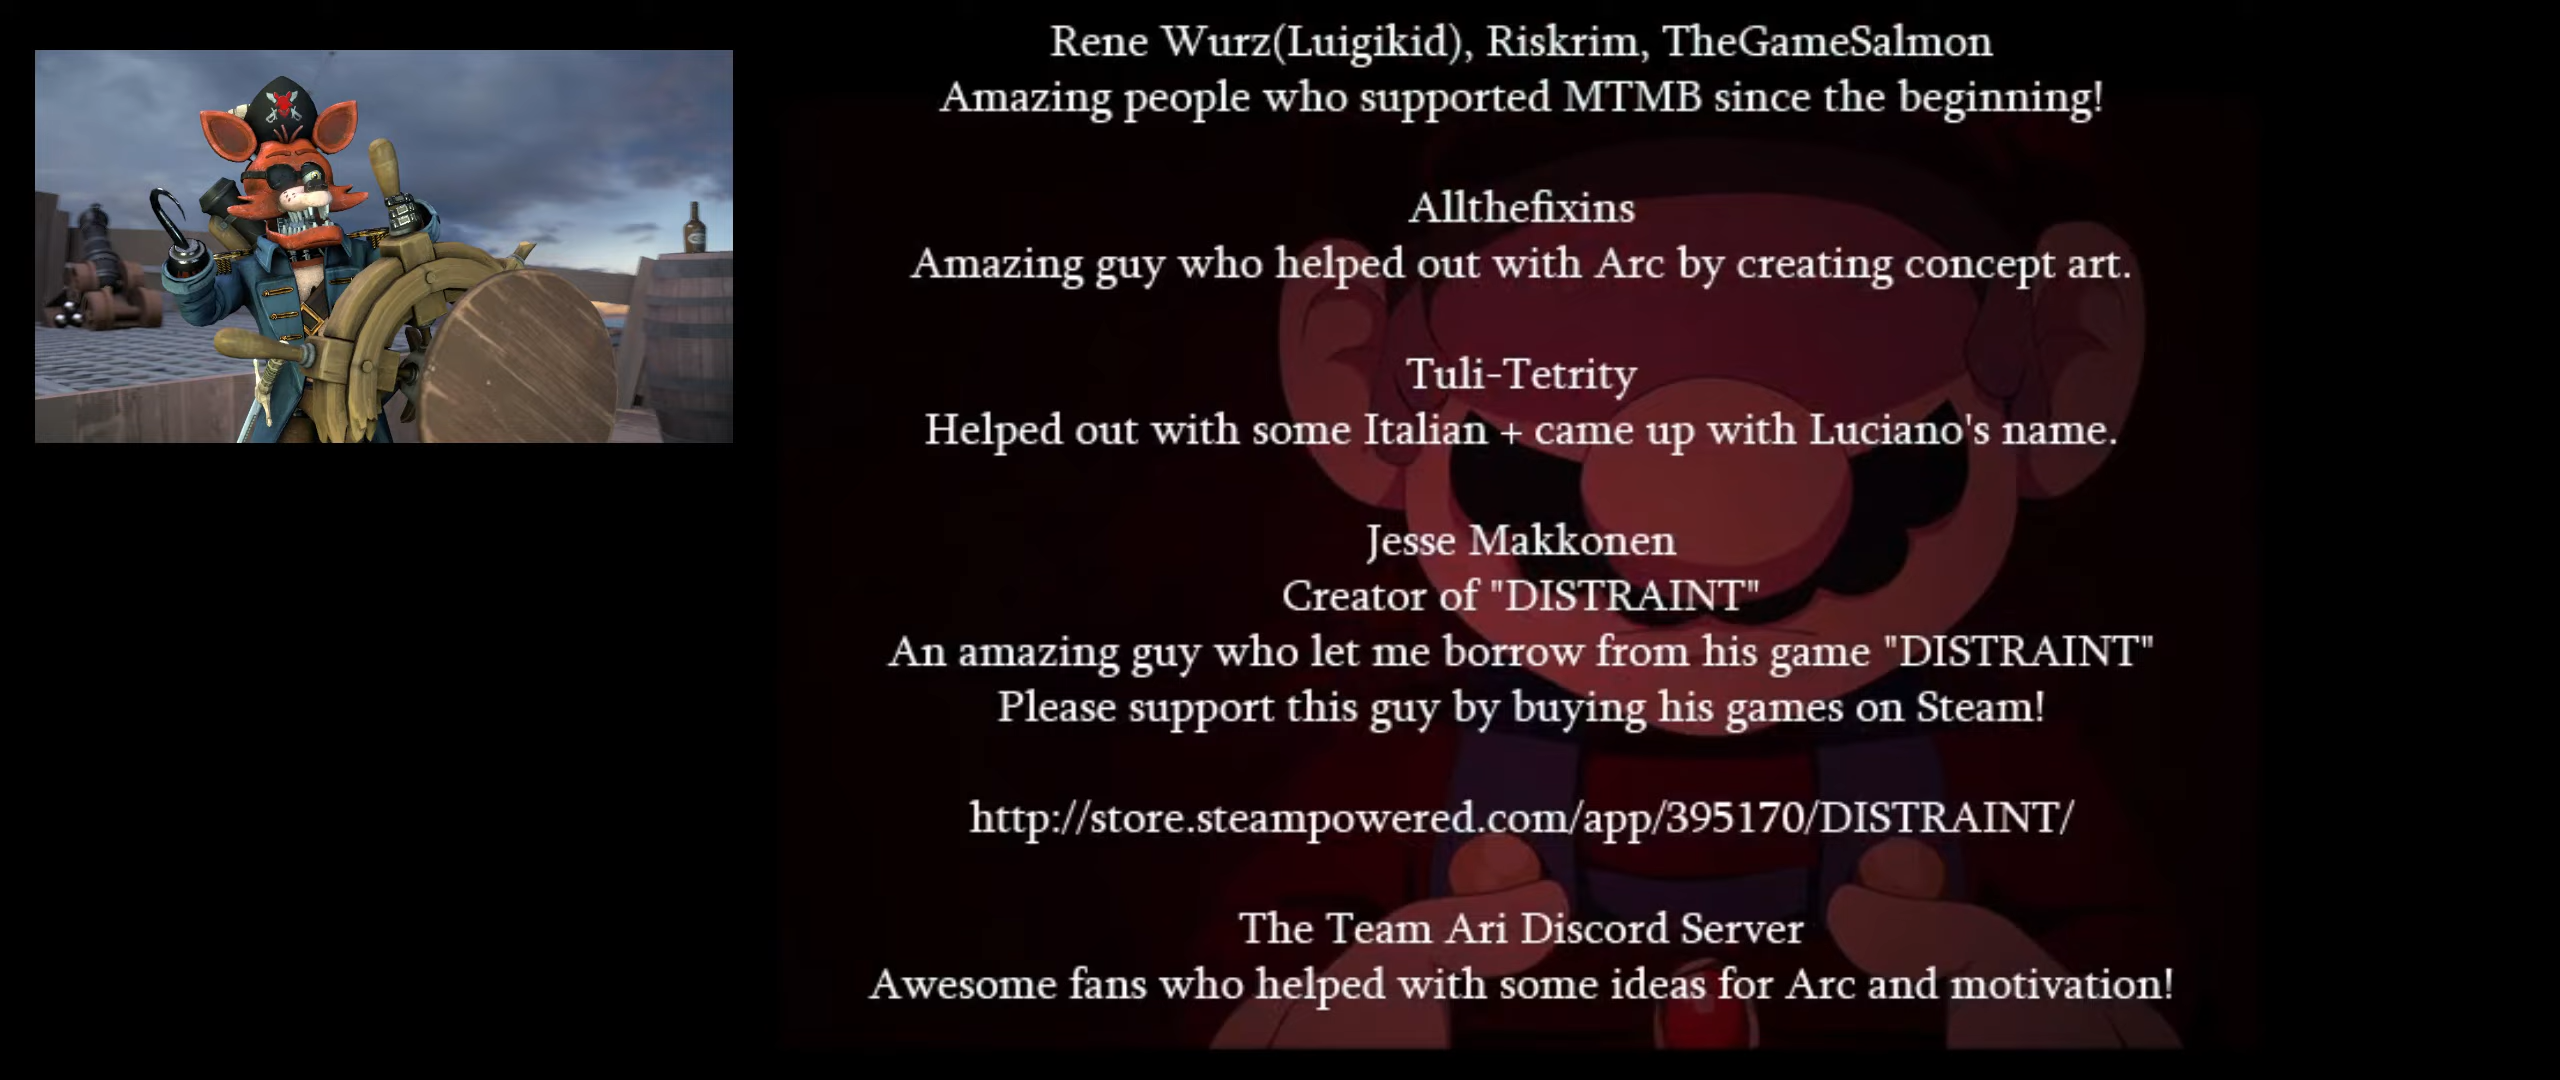 Rene Wurz(Luigikid), Riskrim, TheGameSalmon
Amazing people who supported MTMB since the beginning!
Allthefixins
Amazing guy who helped out with Arc by creating concept art.
Tuli-Tetrity
Helped out with some Italian + came up with Luciano's name.
Jesse Makkonen
Creator of "DISTRAINT"
An amazing guy who let me borrow from his game "DISTRAINT"
Please support this guy by buying his games on Steam!
http://store.steampowered.com/app/395170/DISTRAINT/
The Team Ari Discord Server
Awesome fans who helped with some ideas for Arc and motivation!